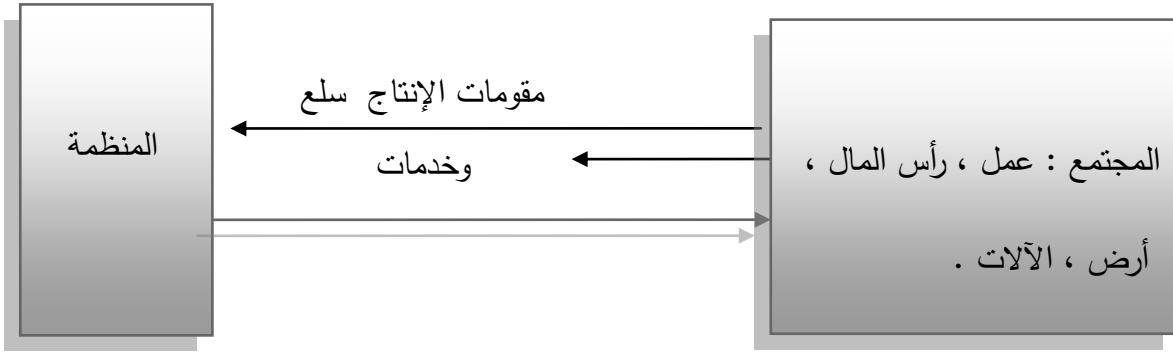 مقومات الإنتاج سلع
وخدمات
المنظمة
المجتمع : عمل ، رأس المال ،
أرض ، الآلات .